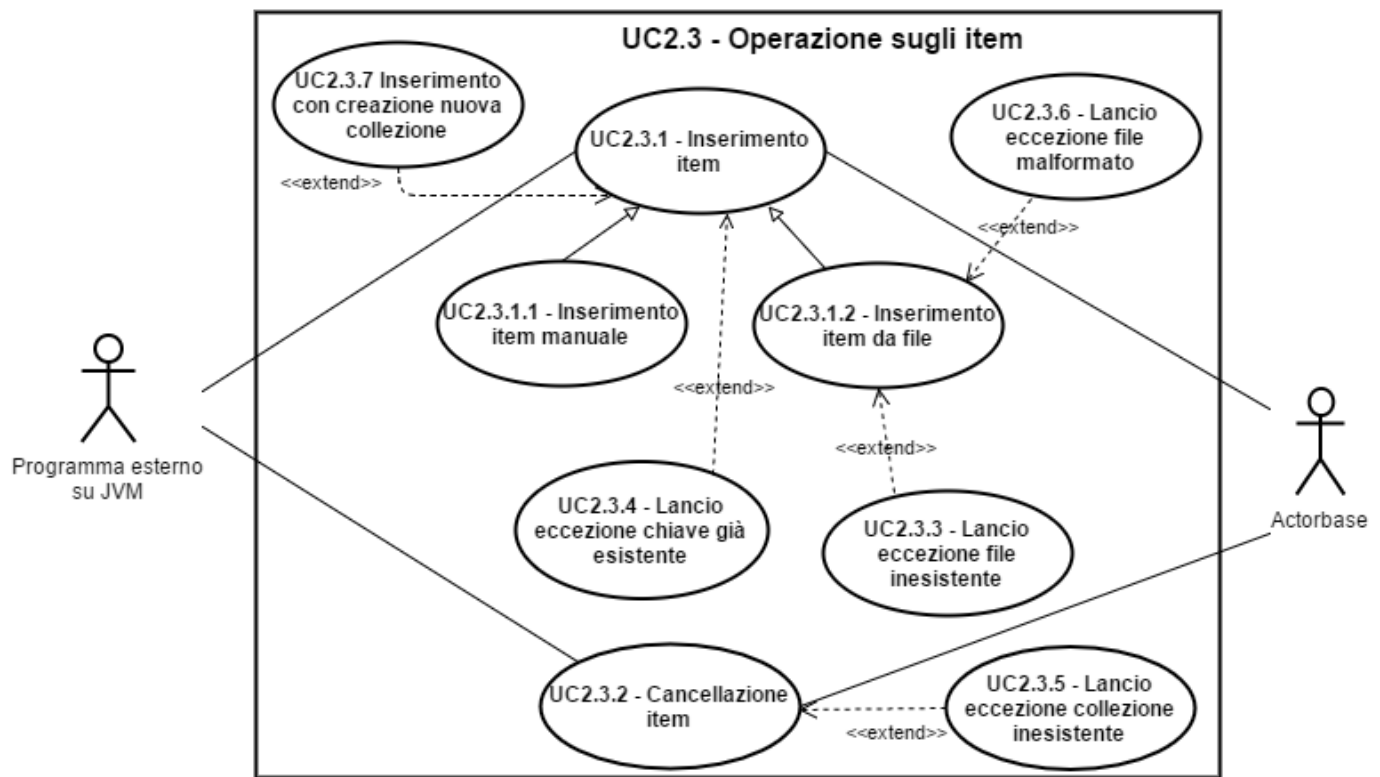 UC2.3 - Operazione sugli item
UC2.3.7 Inserimento
con creazione nuova
collezione
<<extend>>
UC2.3.1 - Inserimento
item
UC2.3.6 - Lancio
eccezione file
malformato
<<extend>>
UC2.3.1.1 - Inserimento
item manuale
UC2.3.1.2 - Inserimento
item da file
<<extend>>
<<extend>>
Programma esterno
su JVM
UC2.3.4 - Lancio
eccezione chiave già
esistente
UC2.3.3 - Lancio
eccezione file
inesistente
Actorbase
UC2.3.2 - Cancellazione
item
UC2.3.5 - Lancio
eccezione collezione
inesistente
<<extend>>